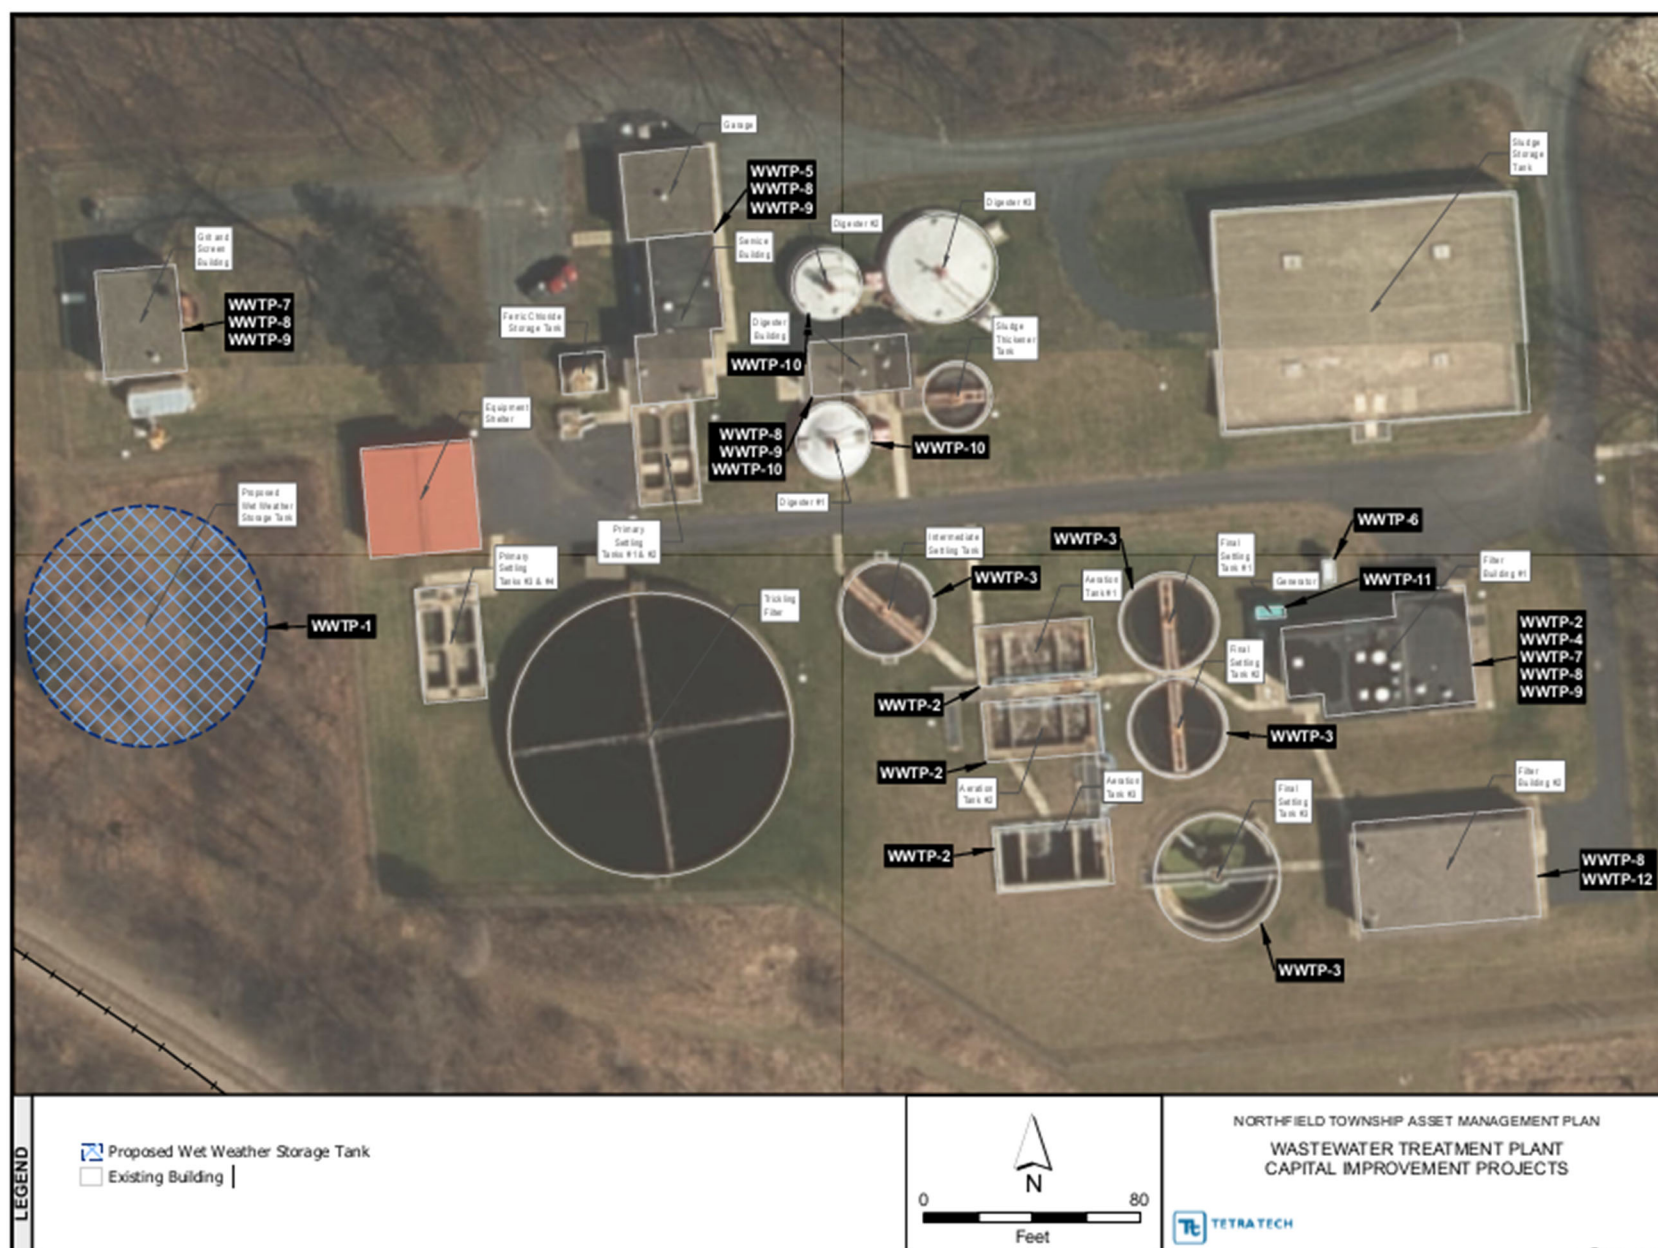 Garage
WWTP-5
WWTP-8
WWTP-9
Sludge
Storage
Tank
Digester #3
Digester #2
Grit and
Screen
Building
Service
Building
WWTP-7
WWTP-8
WWTP-9
Ferric Chloride
Storage Tank
Digester
Building
Sludge
Thickener
Tank
WWTP-10
Equipment
Shelter
WWTP-8
WWTP-9
WWTP-10
WWTP-10
Digester #1
Proposed
Wet Weather
Storage Tank
Primary
Settling
Tanks #1 & #2
WWTP-6
WWTP-3
Intermediate
Settling Tank
Final
Settling
Tank #1
Filter
Building #1
Primary
Settling
Tanks #3 & #4
WWTP-3
Aeration
Tank #1
Generator
WWTP-11
Trickling
Filter
WWTP-1
WWTP-2
WWTP-4
WWTP-7
WWTP-8
WWTP-9
Final
Settling
Tank #2
WWTP-2
WWTP-3
WWTP-2
Aeration
Tank #2
Aeration
Tank #3
Final
Settling
Tank #3
Filter
Building #2
WWTP-2
WWTP-8
WWTP-12
WWTP-3
LEGEND
Proposed Wet Weather Storage Tank
Existing Building
N
0 80
Feet
NORTHFIELD TOWNSHIP ASSET MANAGEMENT PLAN
WASTEWATER TREATMENT PLANT
CAPITAL IMPROVEMENT PROJECTS
Tt TETRA TECH